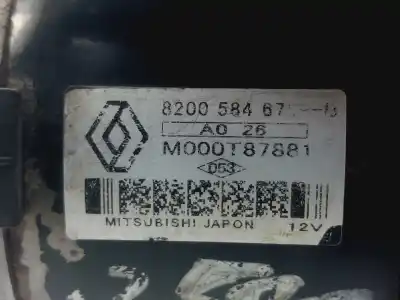 8200 584 67
A0 26
M000T87881
D53
MITSUBISHI JAPON 12V